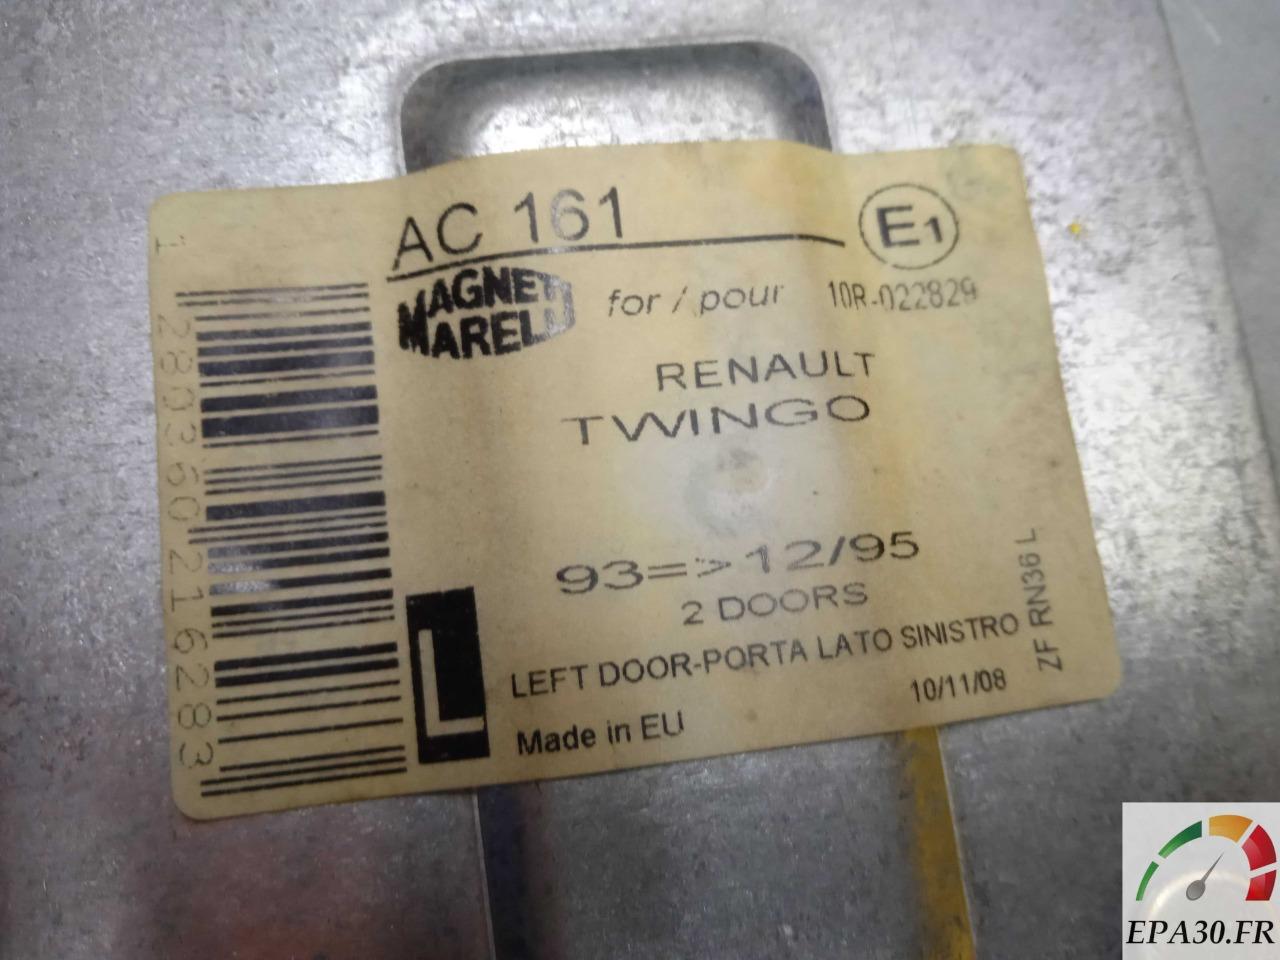 AC 161
E1
MAGNETI
MARELLI
for / pour
10R-022829
RENAULT
TWINGO
93=>12/95
2 DOORS
LEFT DOOR-PORTA LATO SINISTRO
10/11/08
Made in EU
L
ZF RN36 L
EPA30.FR